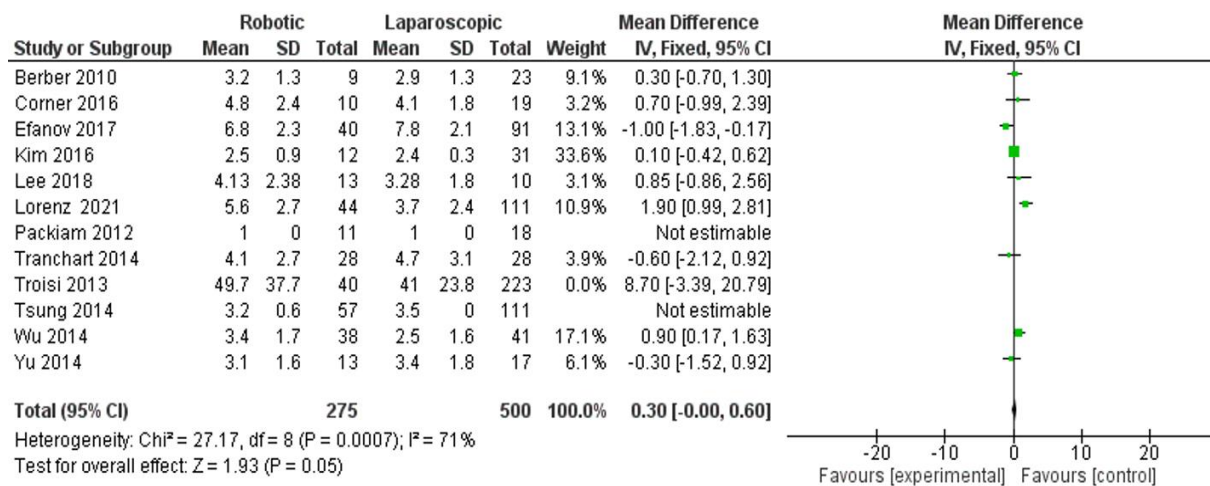 Robotic Laparoscopic Mean Difference Mean Difference
Study or Subgroup Mean SD Total Mean SD Total Weight IV, Fixed, 95% CI IV, Fixed, 95% CI
Berber 2010 3.2 1.3 9 2.9 1.3 23 9.1% 0.30 [-0.70, 1.30]
Corner 2016 4.8 2.4 10 4.1 1.8 19 3.2% 0.70 [-0.99, 2.39]
Efanov 2017 6.8 2.3 40 7.8 2.1 91 13.1% -1.00 [-1.83, -0.17]
Kim 2016 2.5 0.9 12 2.4 0.3 31 33.6% 0.10 [-0.42, 0.62]
Lee 2018 4.13 2.38 13 3.28 1.8 10 3.1% 0.85 [-0.86, 2.56]
Lorenz 2021 5.6 2.7 44 3.7 2.4 111 10.9% 1.90 [0.99, 2.81]
Packiam 2012 1 0 11 1 0 18 Not estimable
Tranchart 2014 4.1 2.7 28 4.7 3.1 28 3.9% -0.60 [-2.12, 0.92]
Troisi 2013 49.7 37.7 40 41 23.8 223 0.0% 8.70 [-3.39, 20.79]
Tsung 2014 3.2 0.6 57 3.5 0 111 Not estimable
Wu 2014 3.4 1.7 38 2.5 1.6 41 17.1% 0.90 [0.17, 1.63]
Yu 2014 3.1 1.6 13 3.4 1.8 17 6.1% -0.30 [-1.52, 0.92]
Total (95% CI) 275 500 100.0% 0.30 [-0.00, 0.60]
Heterogeneity: Chi² = 27.17, df = 8 (P = 0.0007); I² = 71%
Test for overall effect: Z = 1.93 (P = 0.05)
-20 -10 0 10 20
Favours [experimental] Favours [control]